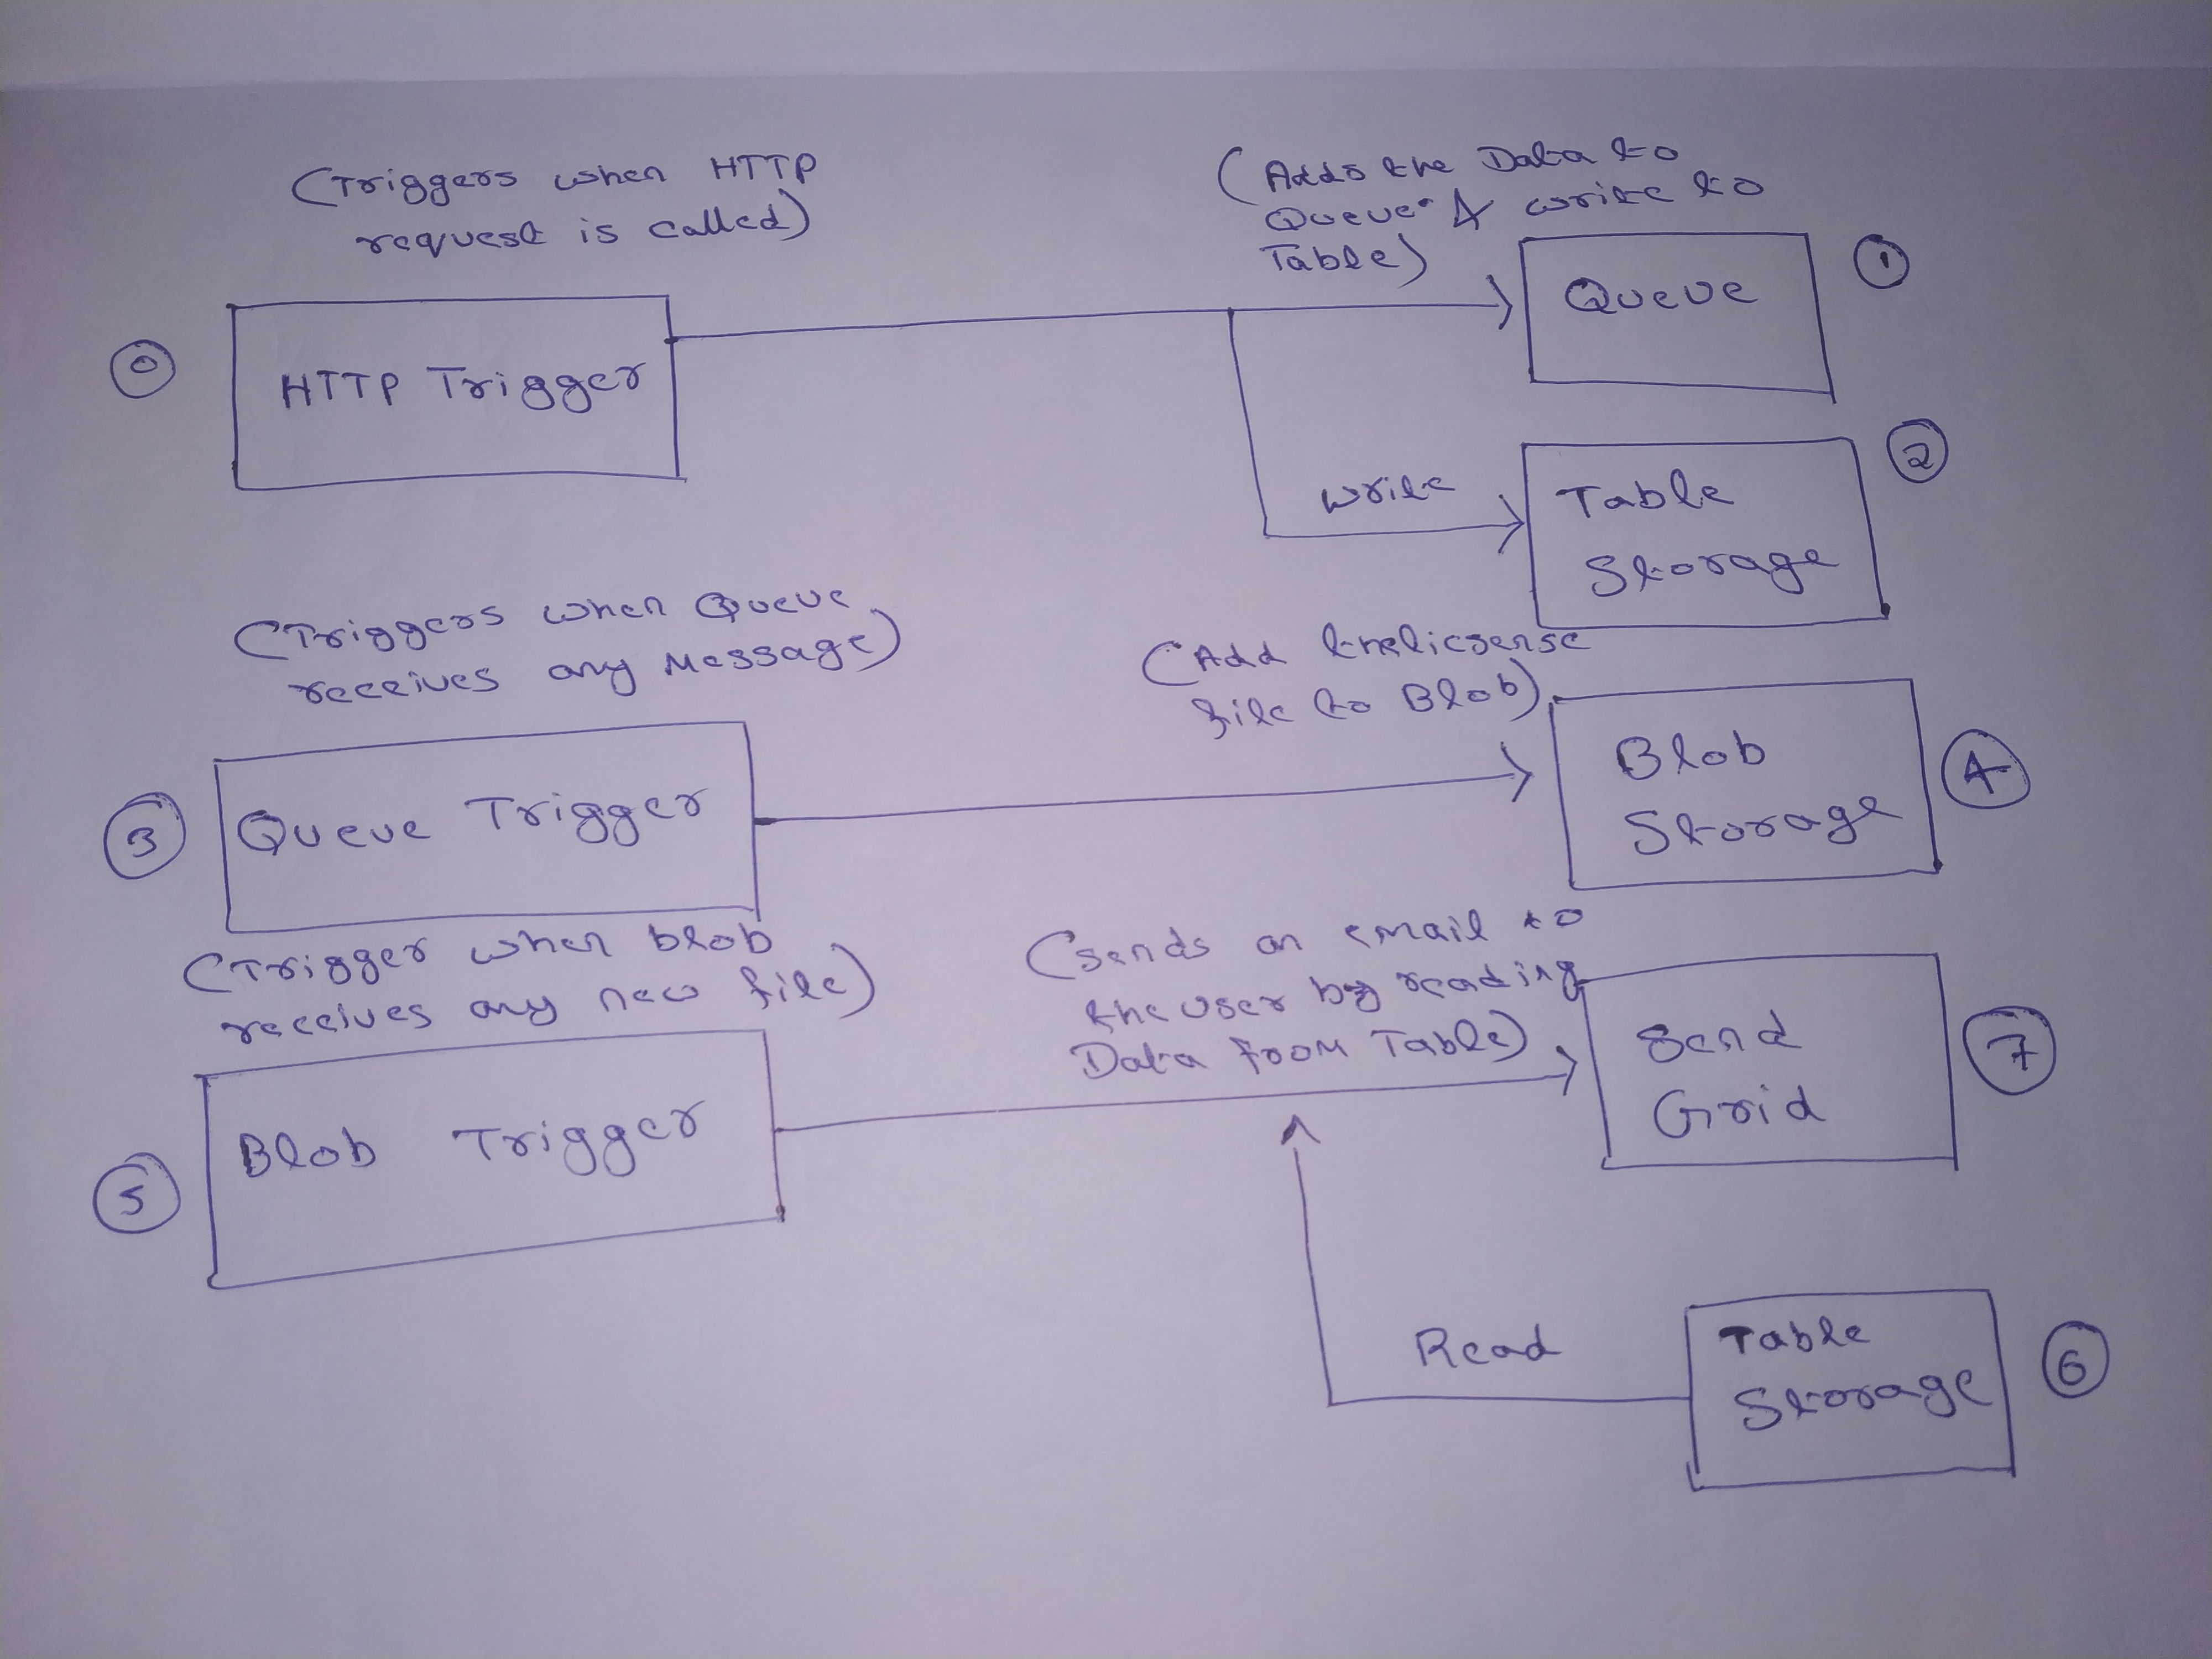 (Triggers when HTTP
request is called)
(Adds the Data to
Queue & write to
Table)
0
HTTP Trigger
Queue
1
write
Table
Storage
2
(Triggers when Queue
receives any Message)
(Add thelicsense
file to Blob)
3
Queue Trigger
Blob
Storage
4
(Trigger when blob
receives any new file)
(sends an email to
the user by reading
Data from Table)
5
Blob Trigger
Send
Grid
7
Read
Table
Storage
6